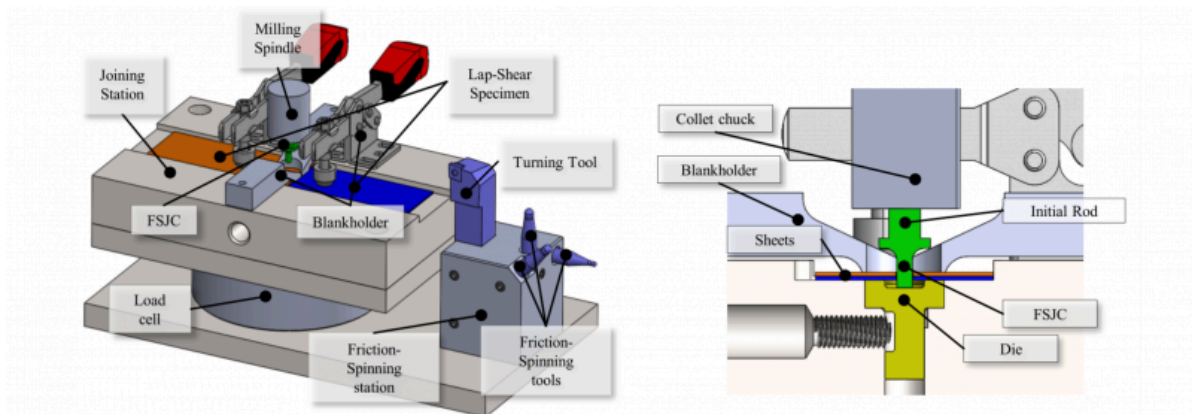 Milling
Spindle
Joining
Station
Lap-Shear
Specimen
Turning Tool
FSJC
Blankholder
Load
cell
Friction-
Spinning
station
Friction-
Spinning
tools
Collet chuck
Blankholder
Initial Rod
Sheets
FSJC
Die